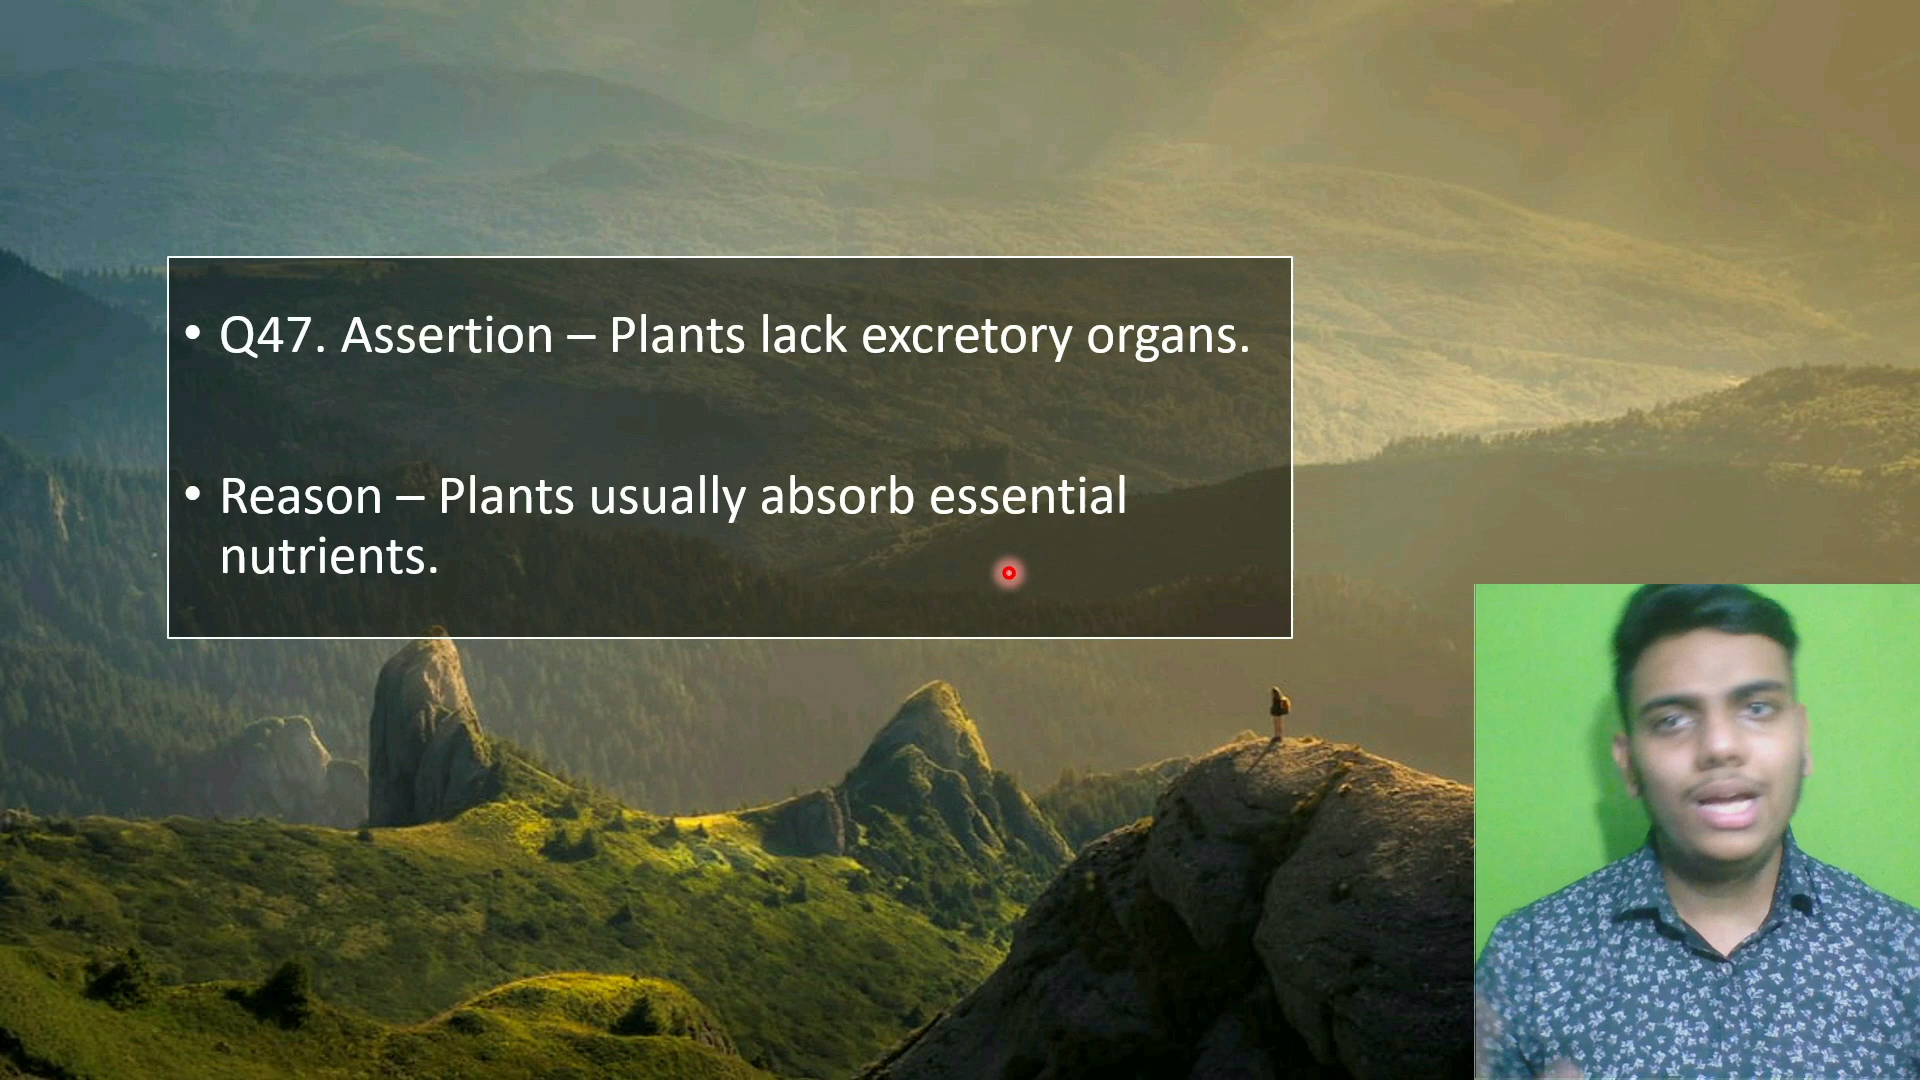 • Q47. Assertion – Plants lack excretory organs.
• Reason – Plants usually absorb essential
nutrients.